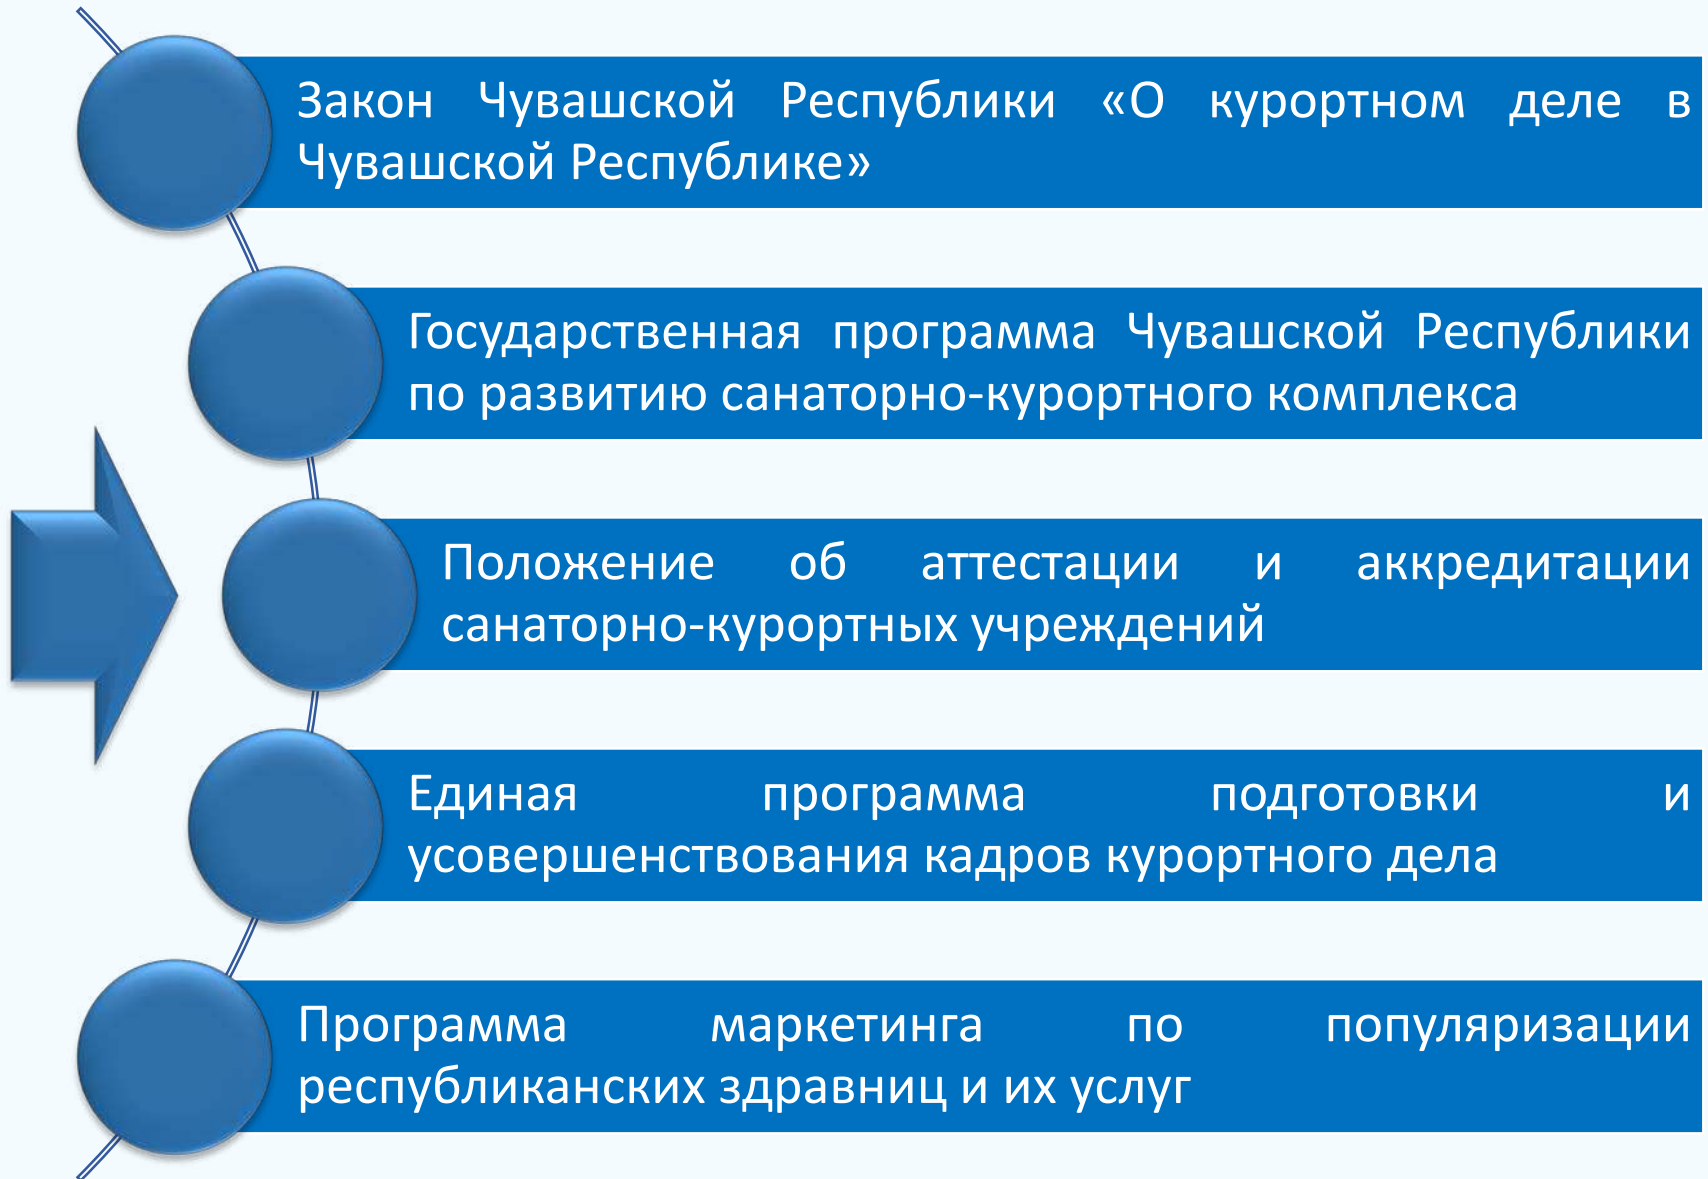 Закон Чувашской Республики «О курортном деле в
Чувашской Республике»
Государственная программа Чувашской Республики
по развитию санаторно-курортного комплекса
Положение об аттестации и аккредитации
санаторно-курортных учреждений
Единая программа подготовки и
усовершенствования кадров курортного дела
Программа маркетинга по популяризации
республиканских здравниц и их услуг